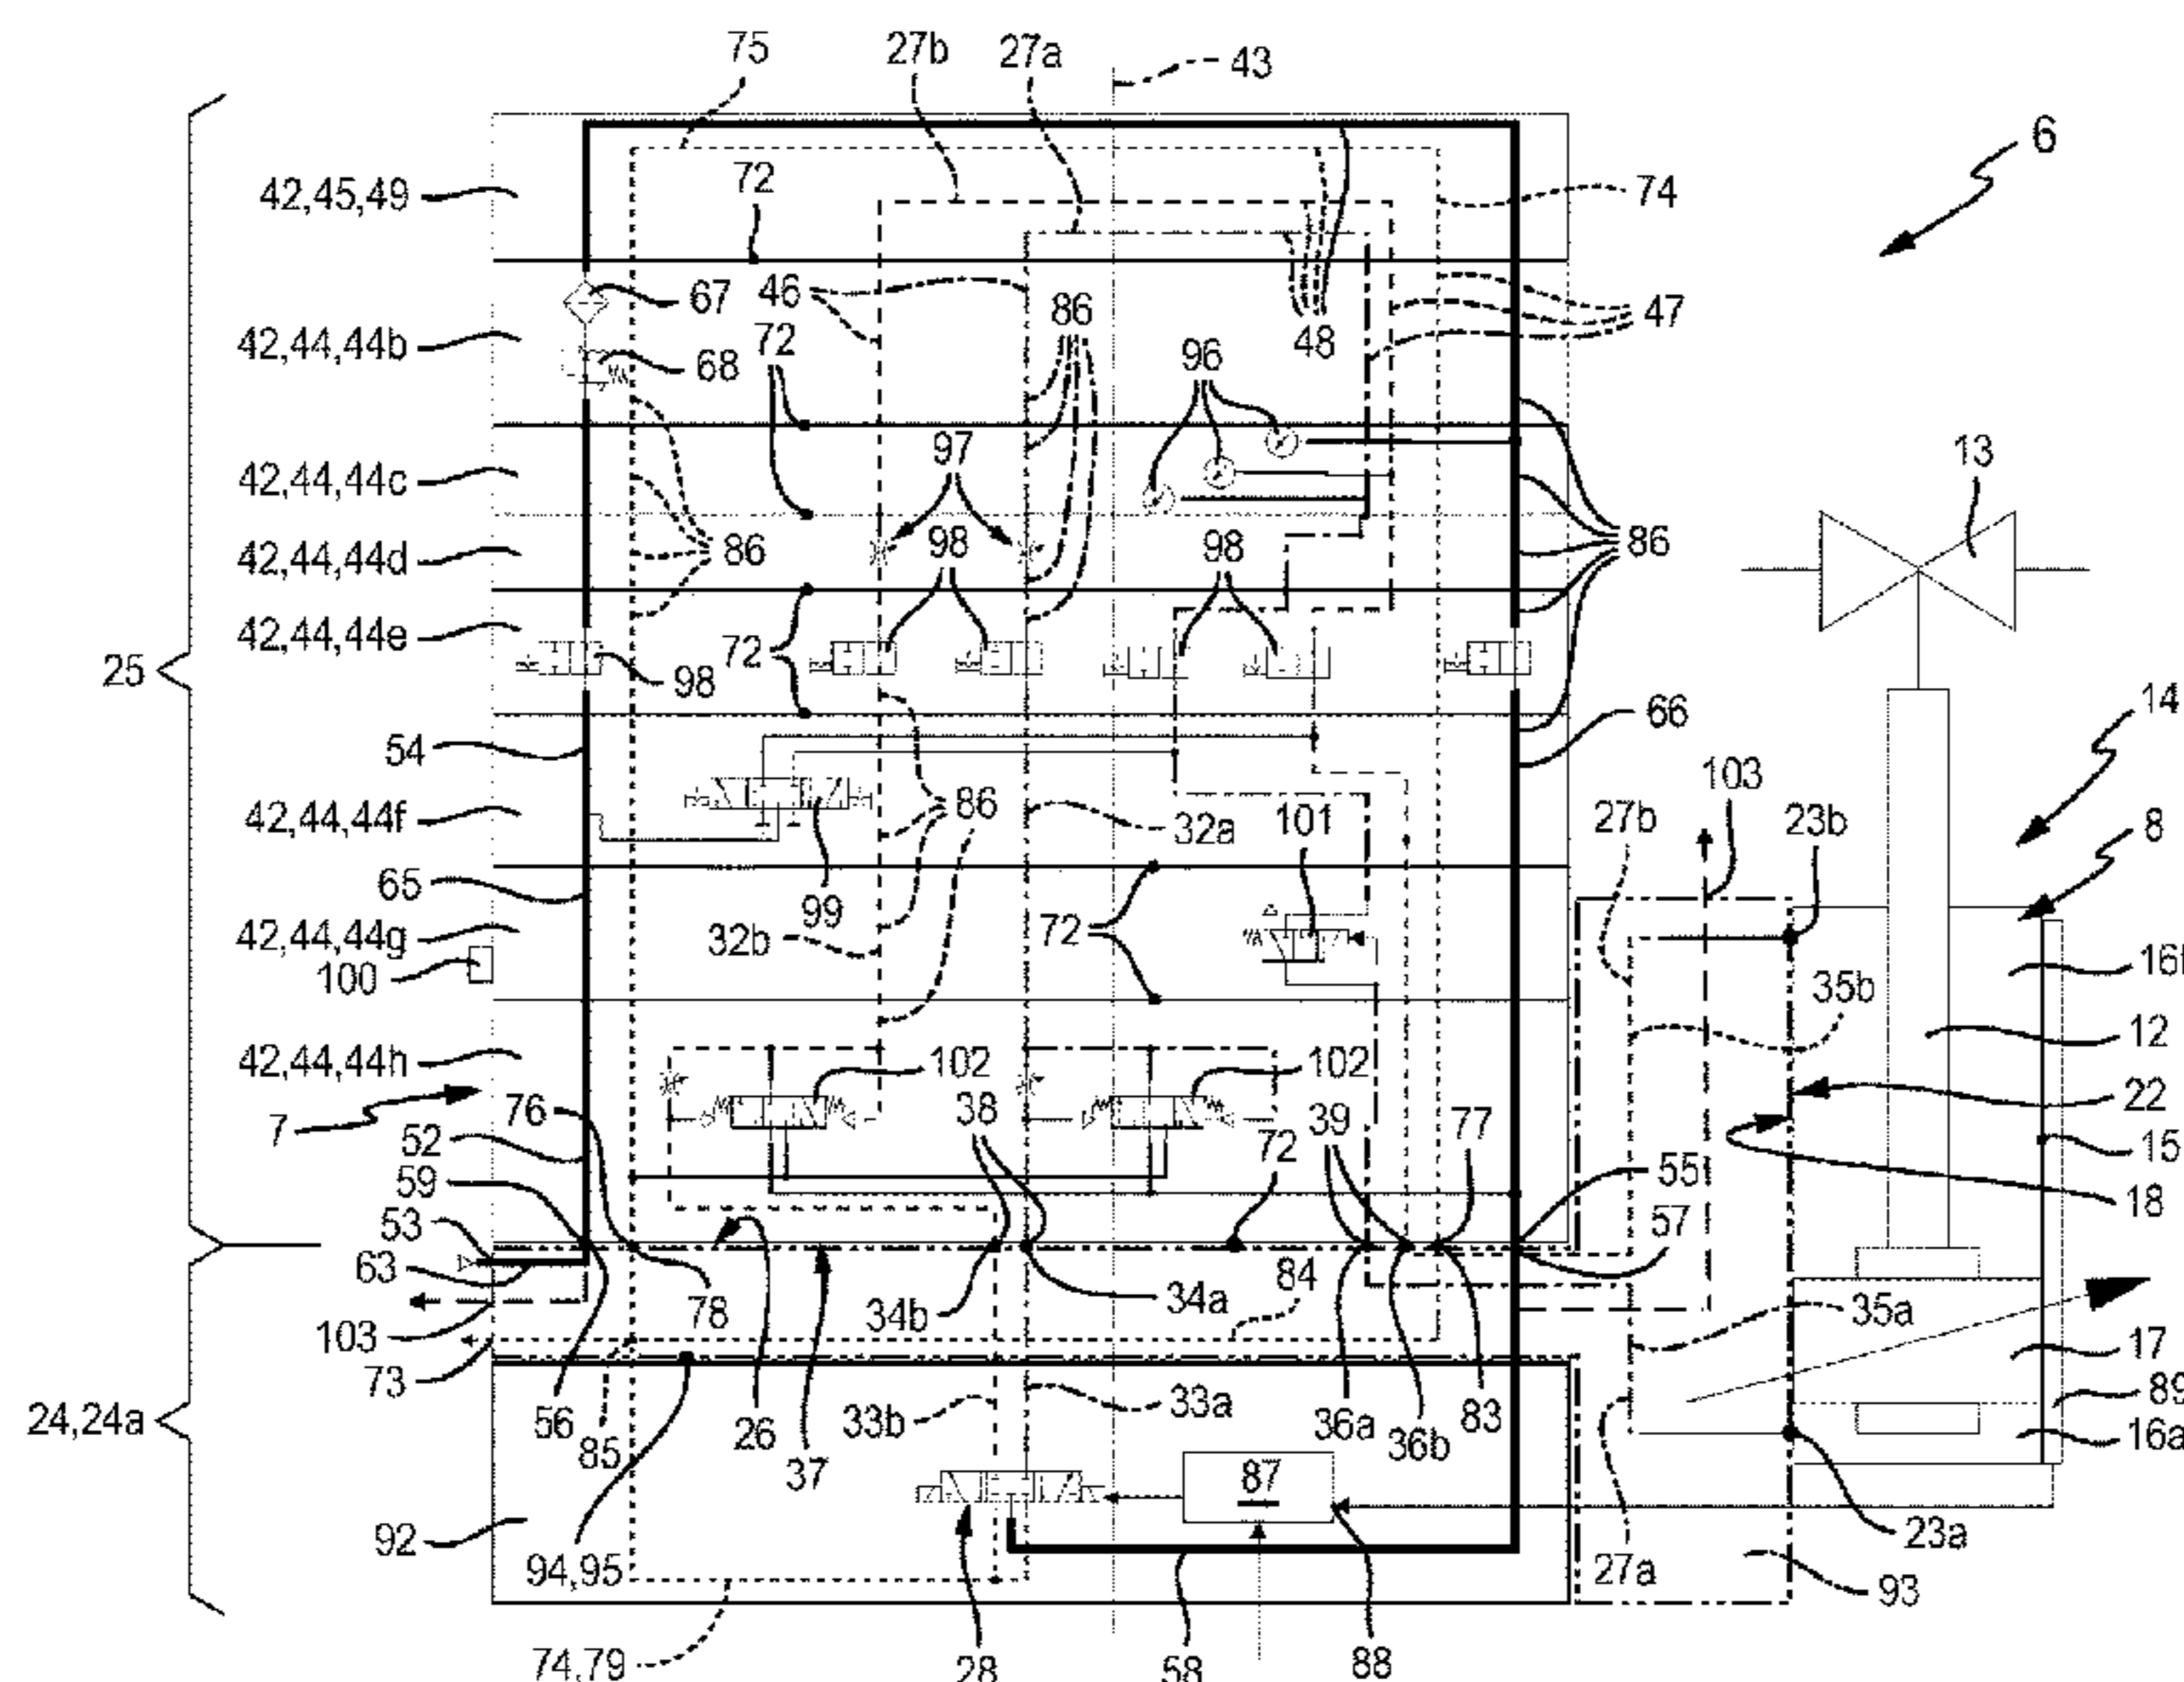 75 27b 27a 43
6
42,45,49 72 74
67 46 86 48 47
42,44,44b 72 68 96
13
42,44,44c 97
42,44,44d 86 98 98 86
42,44,44e 72
25 98
54 66 14
103
42,44,44f 86 32a 101 27b 23b 8
65 99
42,44,44g 32b 72
100 35b
12
42,44,44h 102 102
7 76 38 39 77 22
52 72 15
59 55 18
53 57
63 84
78 34b 34a 35a
103 17
73 56 26 33b 33a 36a 36b 83 89
24,24a 85 37 16a
87
92 94,95 27a 23a
93
74,79 28 58 88